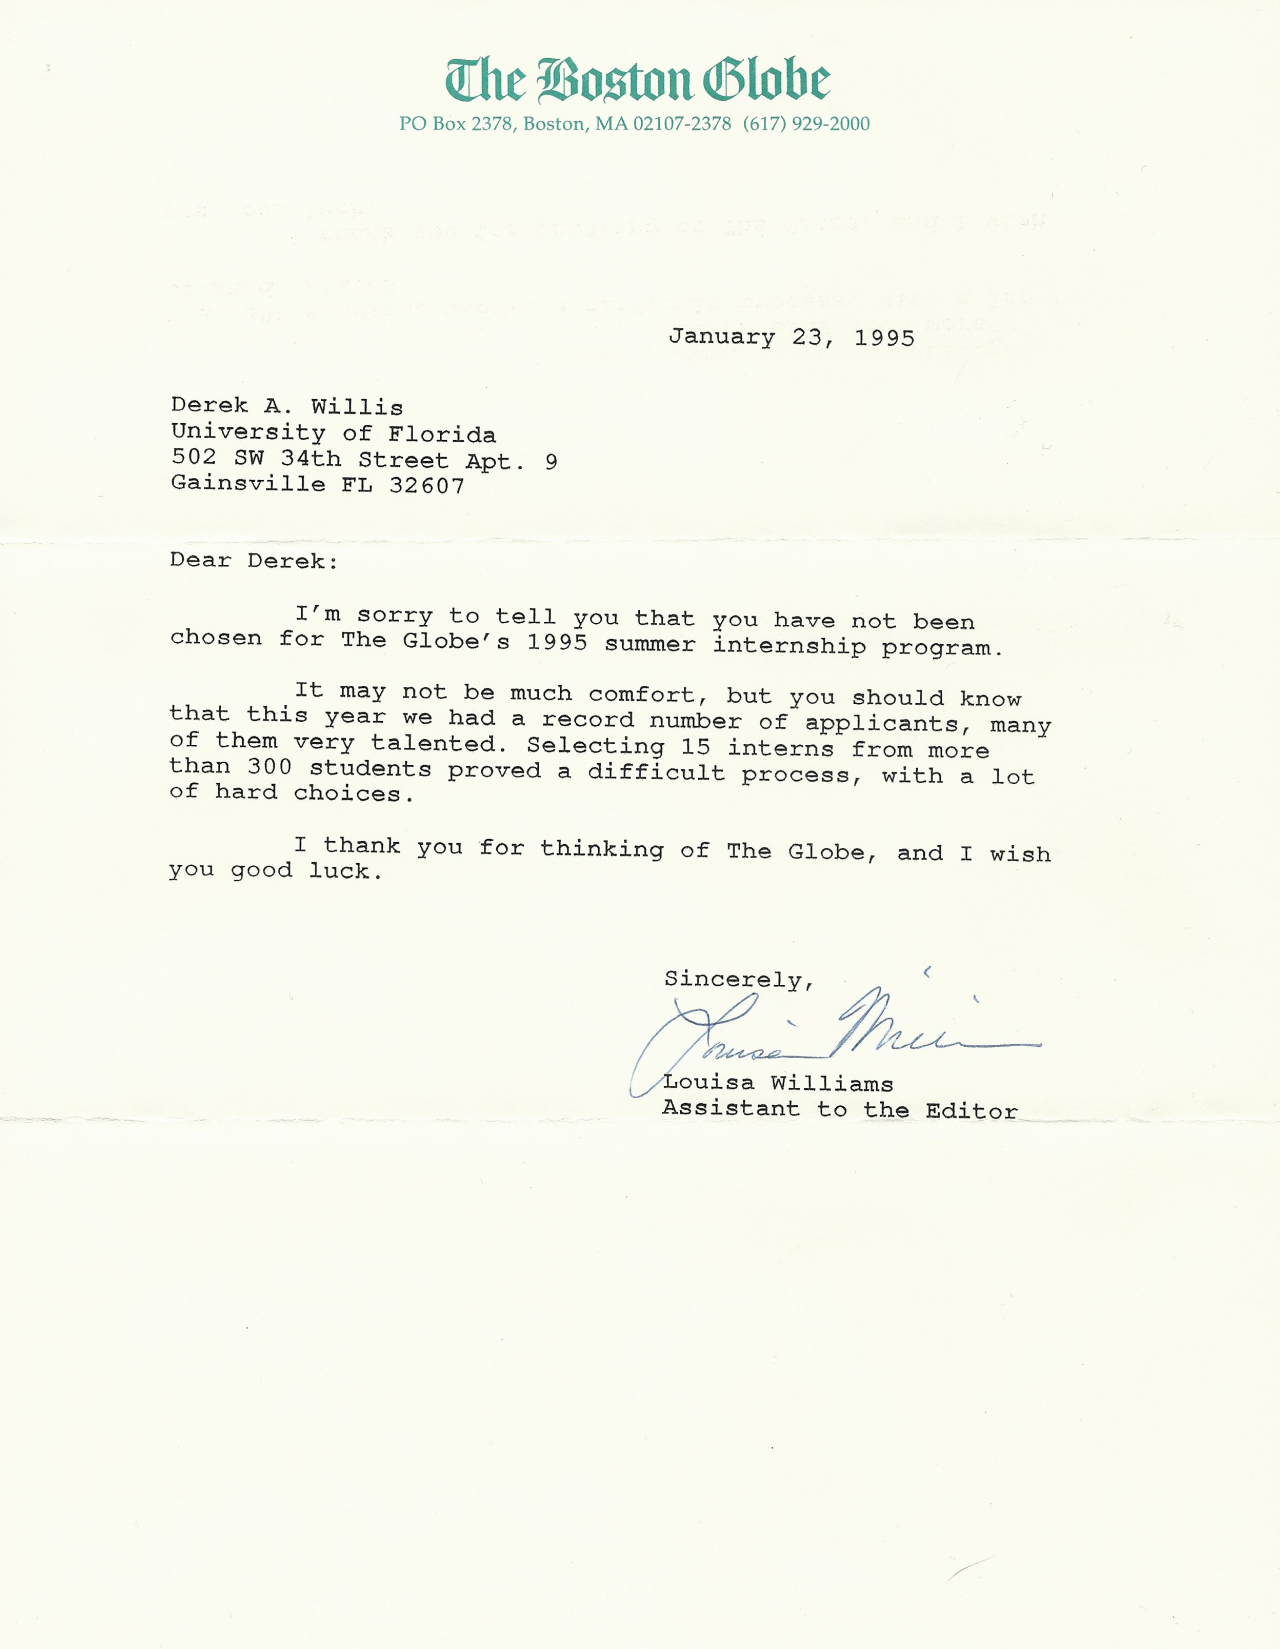 The Boston Globe
PO Box 2378, Boston, MA 02107-2378 (617) 929-2000
January 23, 1995
Derek A. Willis
University of Florida
502 SW 34th Street Apt. 9
Gainsville FL 32607
Dear Derek:
I'm sorry to tell you that you have not been
chosen for The Globe's 1995 summer internship program.
It may not be much comfort, but you should know
that this year we had a record number of applicants, many
of them very talented. Selecting 15 interns from more
than 300 students proved a difficult process, with a lot
of hard choices.
I thank you for thinking of The Globe, and I wish
you good luck.
Sincerely,
Louisa Williams
Louisa Williams
Assistant to the Editor